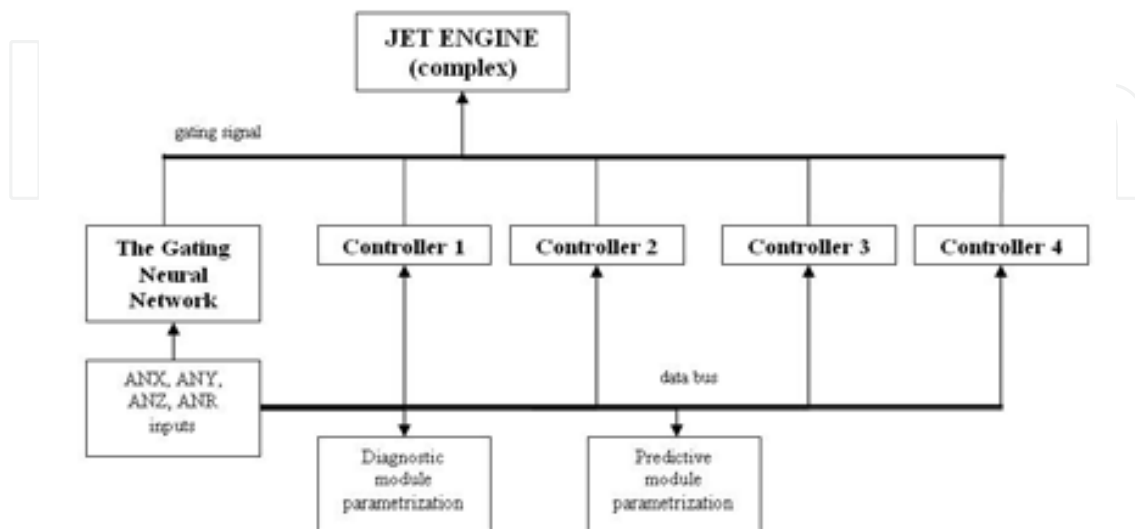 JET ENGINE
(complex)
gating signal
The Gating
Neural
Network
Controller 1
Controller 2
Controller 3
Controller 4
ANX, ANY,
ANZ, ANR
inputs
data bus
Diagnostic
module
parametrization
Predictive
module
parametrization